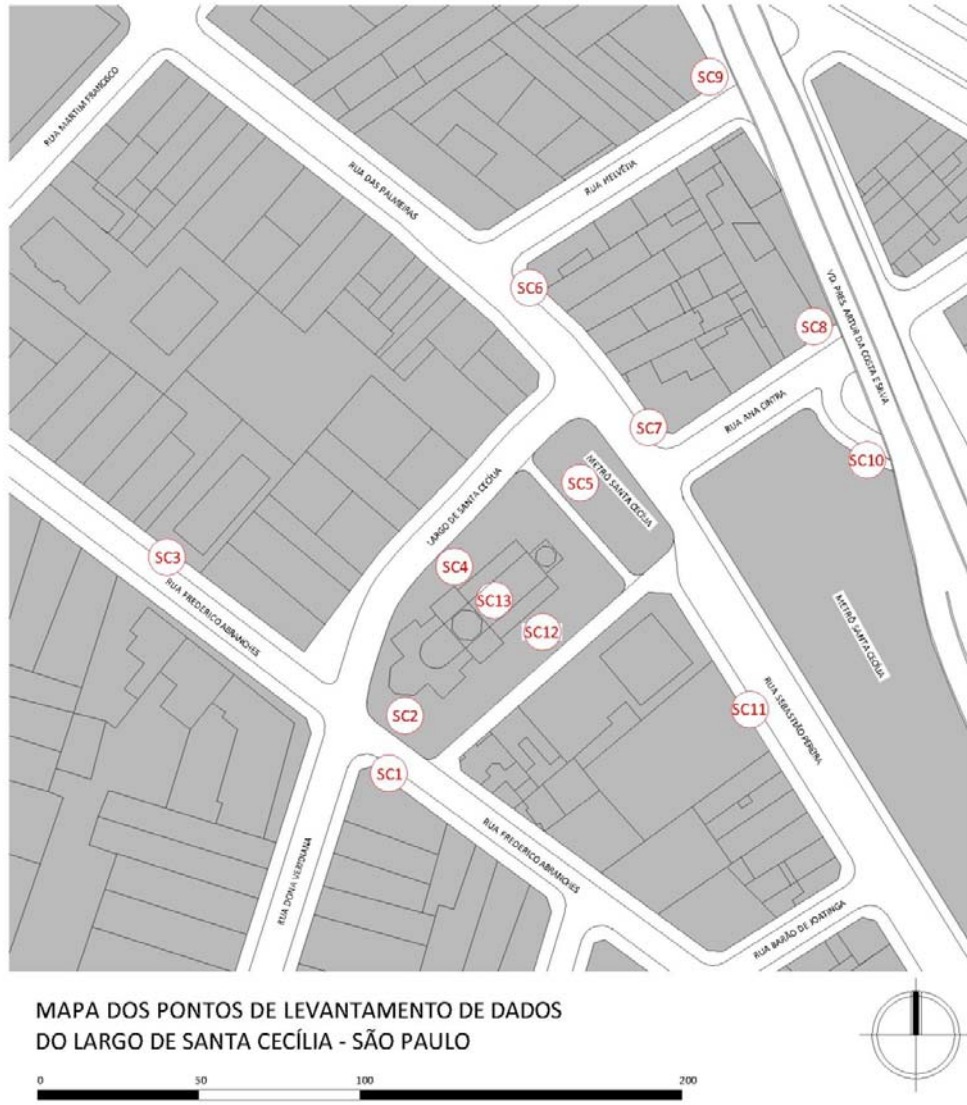 SC9
RUA MARTIM FRANCISCO
RUA DAS PALMEIRAS
RUA HELVÉTIA
SC6
SC8
VD. PRES. ARTUR DA COSTA E SILVA
SC7
RUA ANA CINTRA
SC10
SC5
METRÔ SANTA CECÍLIA
LARGO DE SANTA CECÍLIA
SC3
SC4
SC13
RUA FREDERICO ABRANCHES
SC12
METRÔ SANTA CECÍLIA
SC2
SC11
RUA SEBASTIÃO PEREIRA
SC1
RUA DONA VERIDIANA
RUA FREDERICO ABRANCHES
RUA BARÃO DE JOATINGA
MAPA DOS PONTOS DE LEVANTAMENTO DE DADOS
DO LARGO DE SANTA CECÍLIA - SÃO PAULO
0 50 100 200